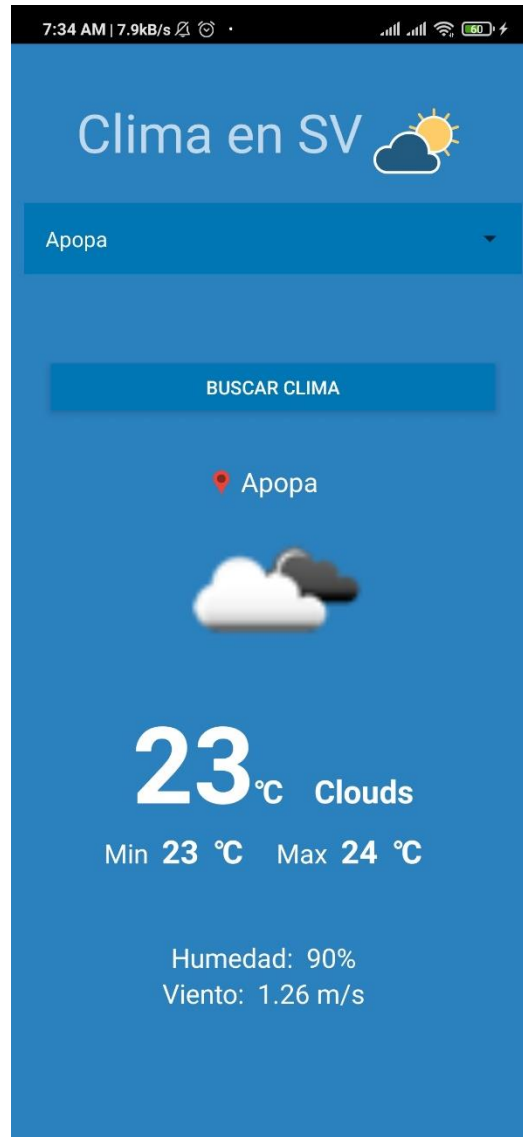 7:34 AM | 7.9kB/s
60
Clima en SV
Apopa
BUSCAR CLIMA
Apopa
23 °C Clouds
Min 23 °C Max 24 °C
Humedad: 90%
Viento: 1.26 m/s